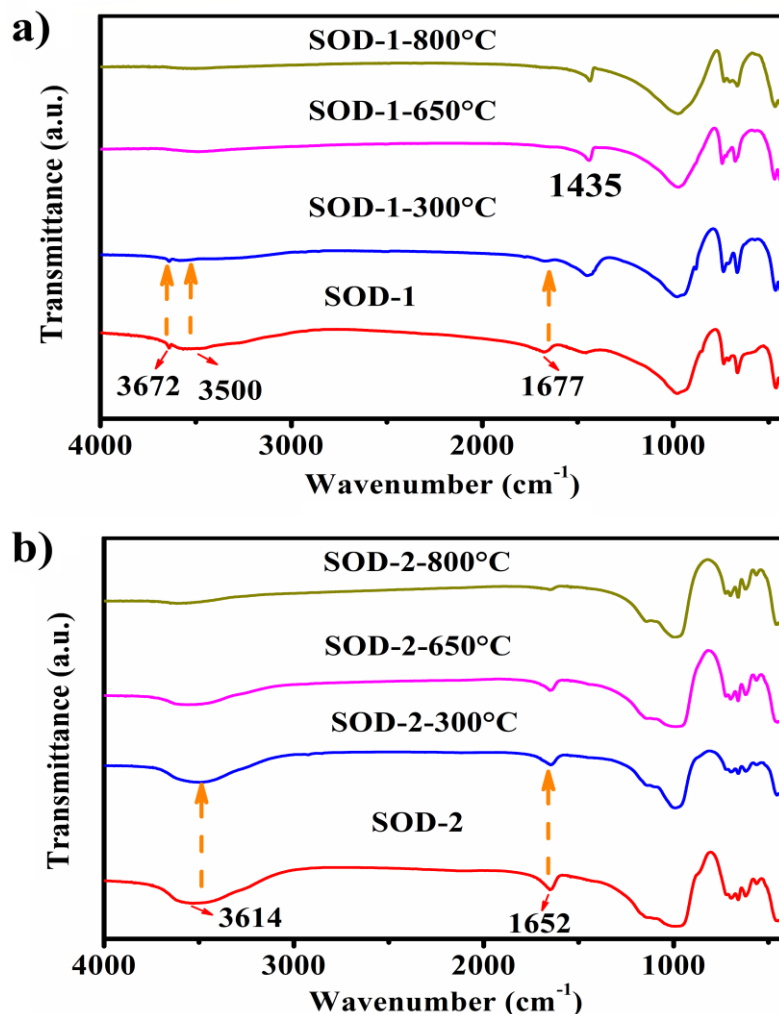 a)
SOD-1-800°C
SOD-1-650°C
1435
SOD-1-300°C
SOD-1
3672
3500
1677
Transmittance (a.u.)
4000 3000 2000 1000
Wavenumber (cm⁻¹)
b)
SOD-2-800°C
SOD-2-650°C
SOD-2-300°C
SOD-2
3614
1652
Transmittance (a.u.)
4000 3000 2000 1000
Wavenumber (cm⁻¹)